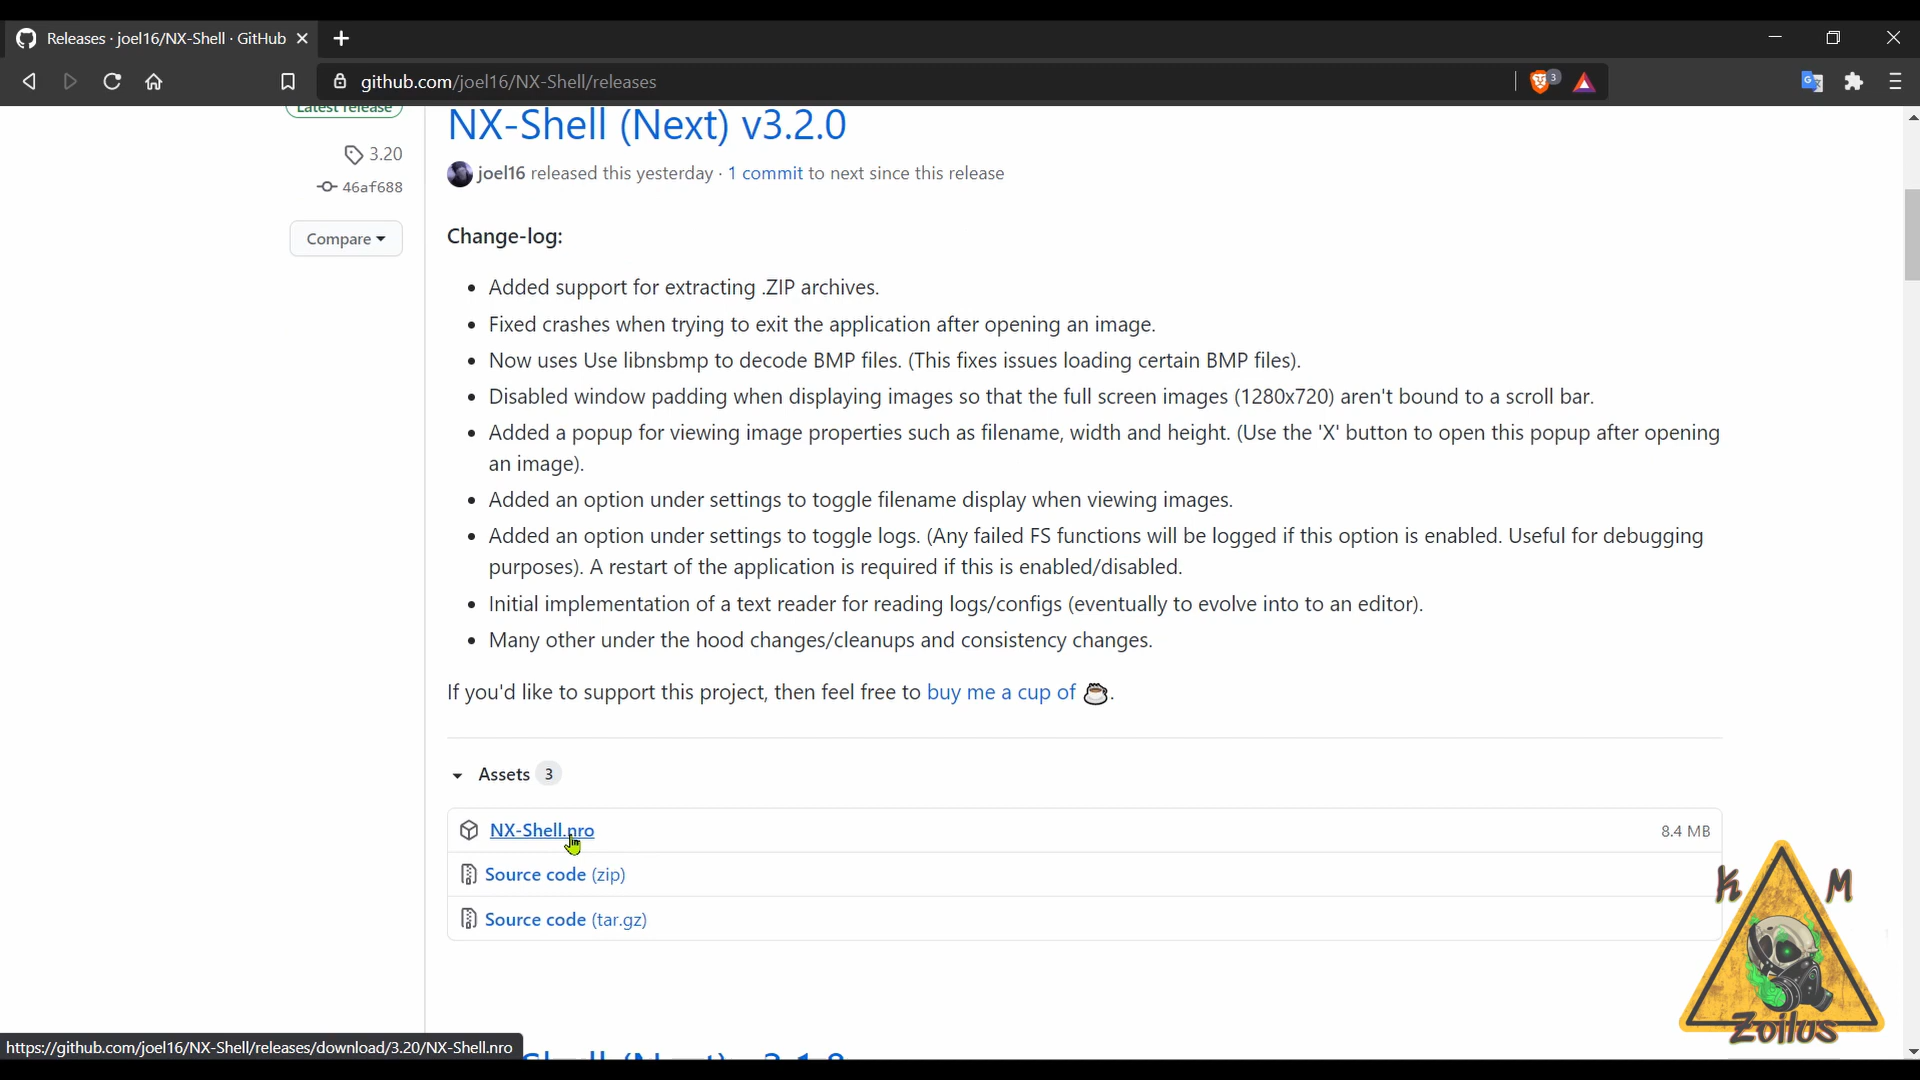 Releases · joel16/NX-Shell · GitHub
github.com/joel16/NX-Shell/releases
3
Latest release
NX-Shell (Next) v3.2.0
3.20
joel16 released this yesterday · 1 commit to next since this release
46af688
Compare
Change-log:
• Added support for extracting .ZIP archives.
• Fixed crashes when trying to exit the application after opening an image.
• Now uses Use libnsbmp to decode BMP files. (This fixes issues loading certain BMP files).
• Disabled window padding when displaying images so that the full screen images (1280x720) aren't bound to a scroll bar.
• Added a popup for viewing image properties such as filename, width and height. (Use the 'X' button to open this popup after opening
an image).
• Added an option under settings to toggle filename display when viewing images.
• Added an option under settings to toggle logs. (Any failed FS functions will be logged if this option is enabled. Useful for debugging
purposes). A restart of the application is required if this is enabled/disabled.
• Initial implementation of a text reader for reading logs/configs (eventually to evolve into to an editor).
• Many other under the hood changes/cleanups and consistency changes.
If you'd like to support this project, then feel free to buy me a cup of ☕.
Assets 3
NX-Shell.nro 8.4 MB
Source code (zip)
Source code (tar.gz)
K M
Zoilus
https://github.com/joel16/NX-Shell/releases/download/3.20/NX-Shell.nro